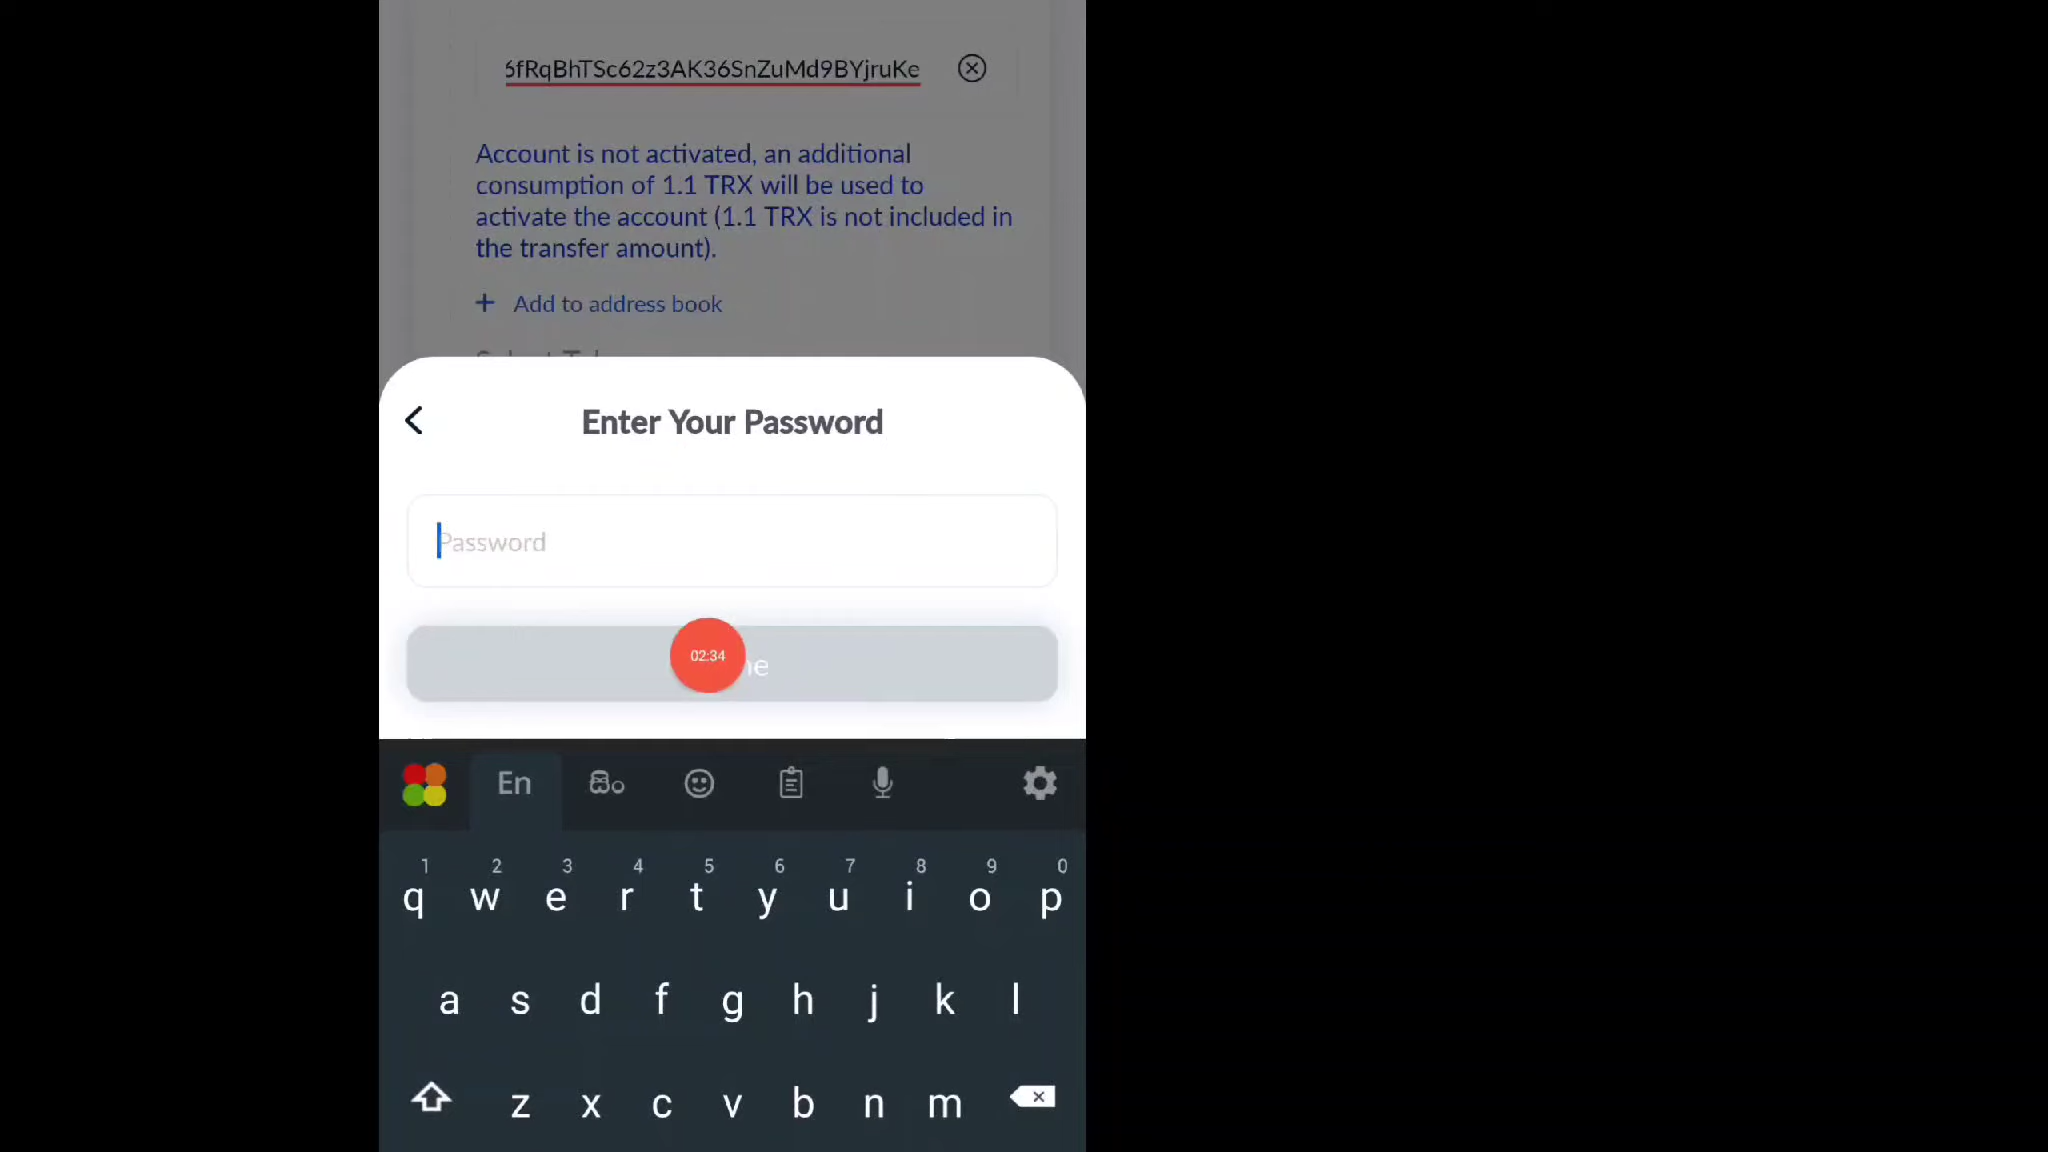 6fRqBhTSc62z3AK36SnZuMd9BYjruKe
Account is not activated, an additional
consumption of 1.1 TRX will be used to
activate the account (1.1 TRX is not included in
the transfer amount).
+ Add to address book
Enter Your Password
Password
02:34
En
1 2 3 4 5 6 7 8 9 0
q w e r t y u i o p
a s d f g h j k l
z x c v b n m